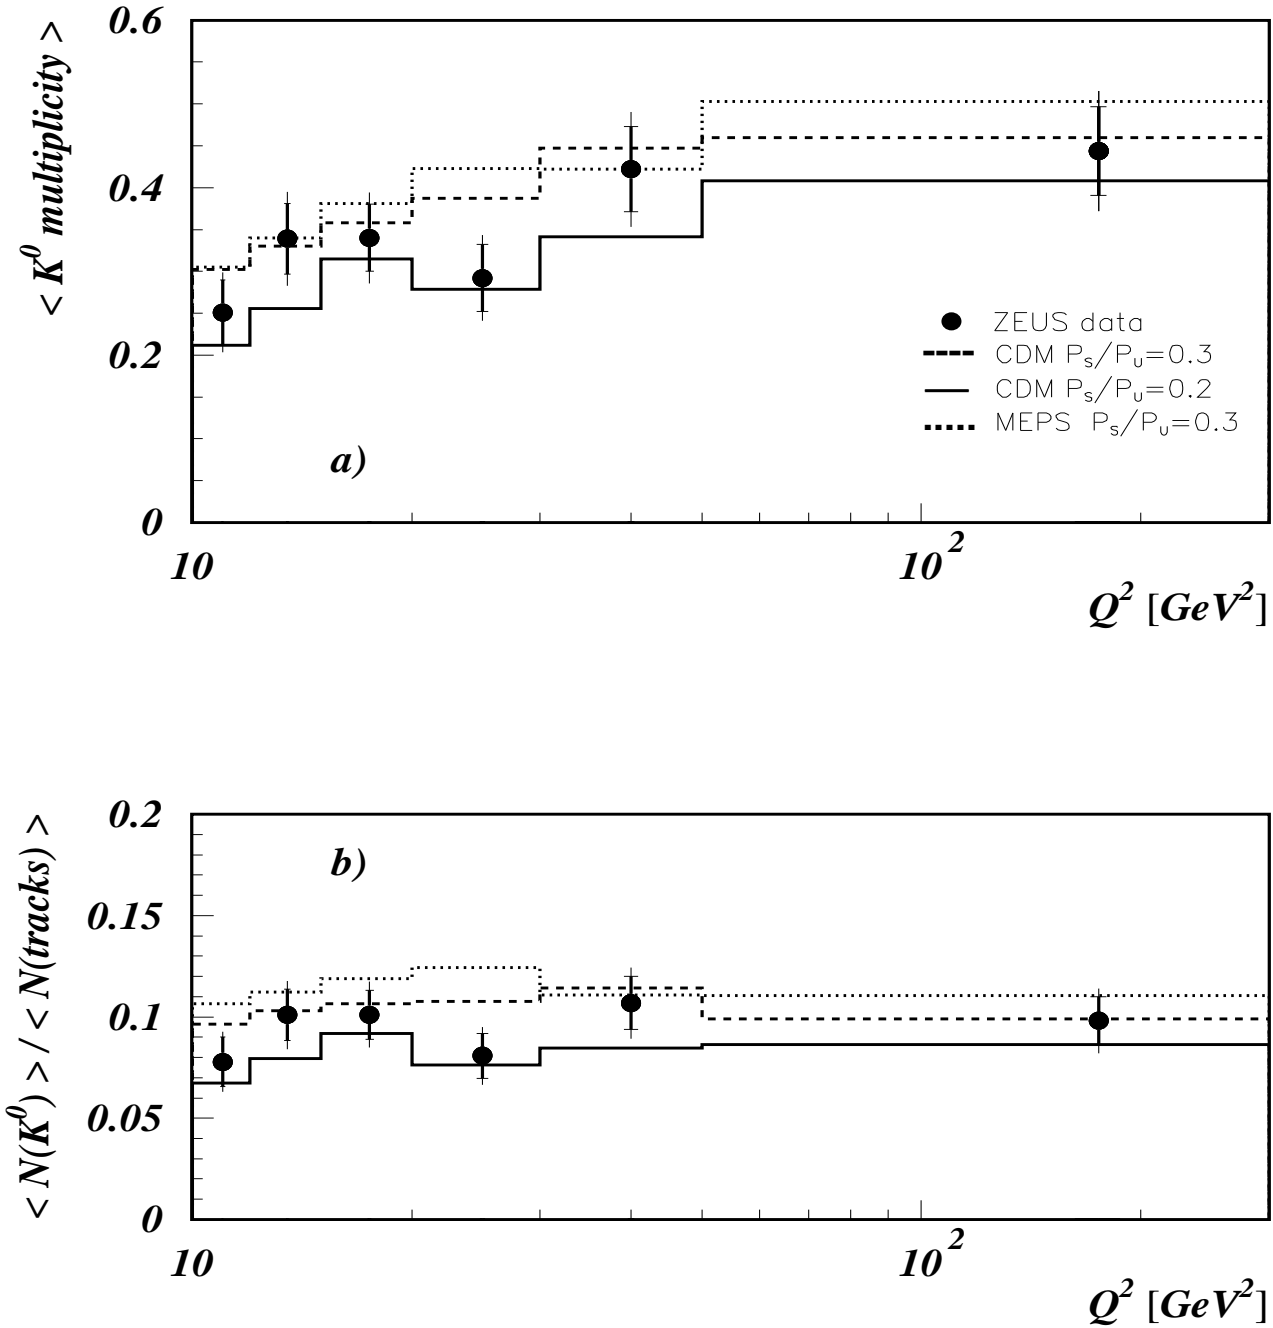 < K⁰ multiplicity >
0.6
0.4
0.2
0
ZEUS data
CDM Pₛ/Pᵤ=0.3
CDM Pₛ/Pᵤ=0.2
MEPS Pₛ/Pᵤ=0.3
a)
10
10²
Q² [GeV²]
< N(K⁰) > / < N(tracks) >
0.2
0.15
0.1
0.05
0
b)
10
10²
Q² [GeV²]